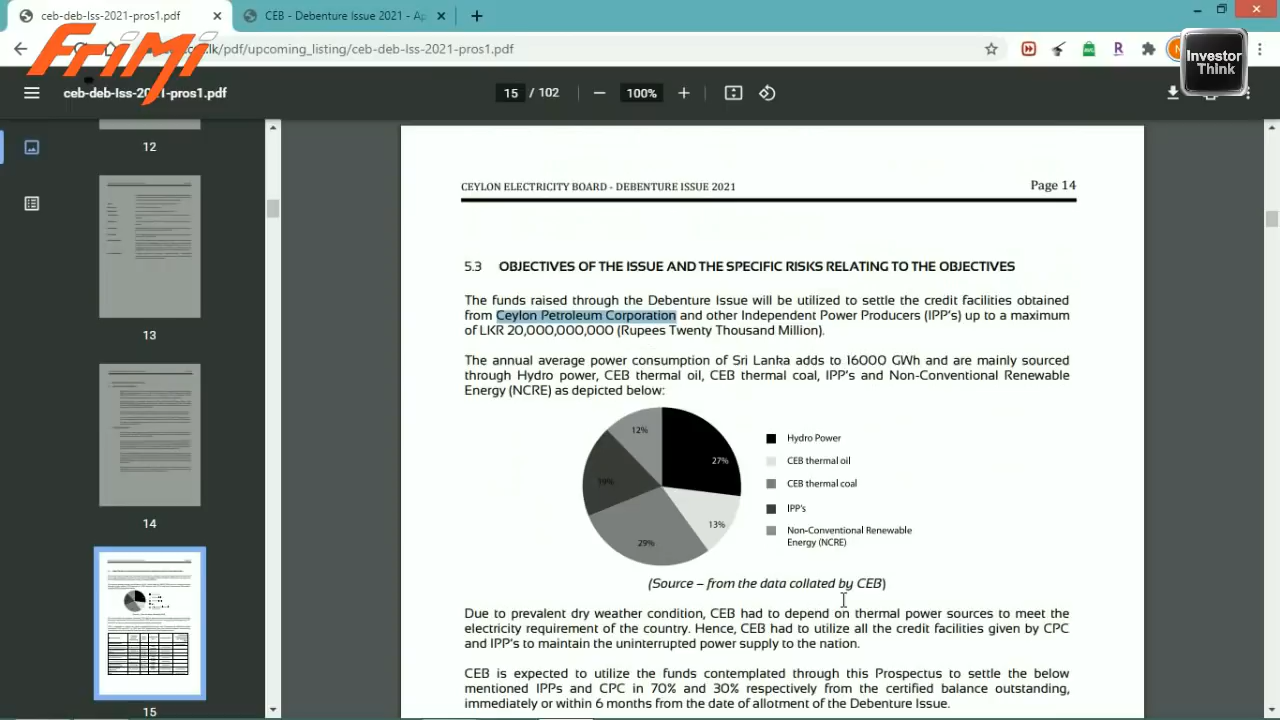 ceb-deb-Iss-2021-pros1.pdf
CEB - Debenture Issue 2021 - Ap
FriMi
.lk/pdf/upcoming_listing/ceb-deb-Iss-2021-pros1.pdf
Investor
Think
ceb-deb-Iss-2021-pros1.pdf
15 / 102
100%
12
13
14
15
CEYLON ELECTRICITY BOARD - DEBENTURE ISSUE 2021
Page 14
5.3 OBJECTIVES OF THE ISSUE AND THE SPECIFIC RISKS RELATING TO THE OBJECTIVES
The funds raised through the Debenture Issue will be utilized to settle the credit facilities obtained
from Ceylon Petroleum Corporation and other Independent Power Producers (IPP's) up to a maximum
of LKR 20,000,000,000 (Rupees Twenty Thousand Million).
The annual average power consumption of Sri Lanka adds to 16000 GWh and are mainly sourced
through Hydro power, CEB thermal oil, CEB thermal coal, IPP's and Non-Conventional Renewable
Energy (NCRE) as depicted below:
12%
27%
19%
13%
29%
Hydro Power
CEB thermal oil
CEB thermal coal
IPP's
Non-Conventional Renewable
Energy (NCRE)
(Source – from the data collated by CEB)
Due to prevalent dry weather condition, CEB had to depend on thermal power sources to meet the
electricity requirement of the country. Hence, CEB had to utilize all the credit facilities given by CPC
and IPP's to maintain the uninterrupted power supply to the nation.
CEB is expected to utilize the funds contemplated through this Prospectus to settle the below
mentioned IPPs and CPC in 70% and 30% respectively from the certified balance outstanding,
immediately or within 6 months from the date of allotment of the Debenture Issue.